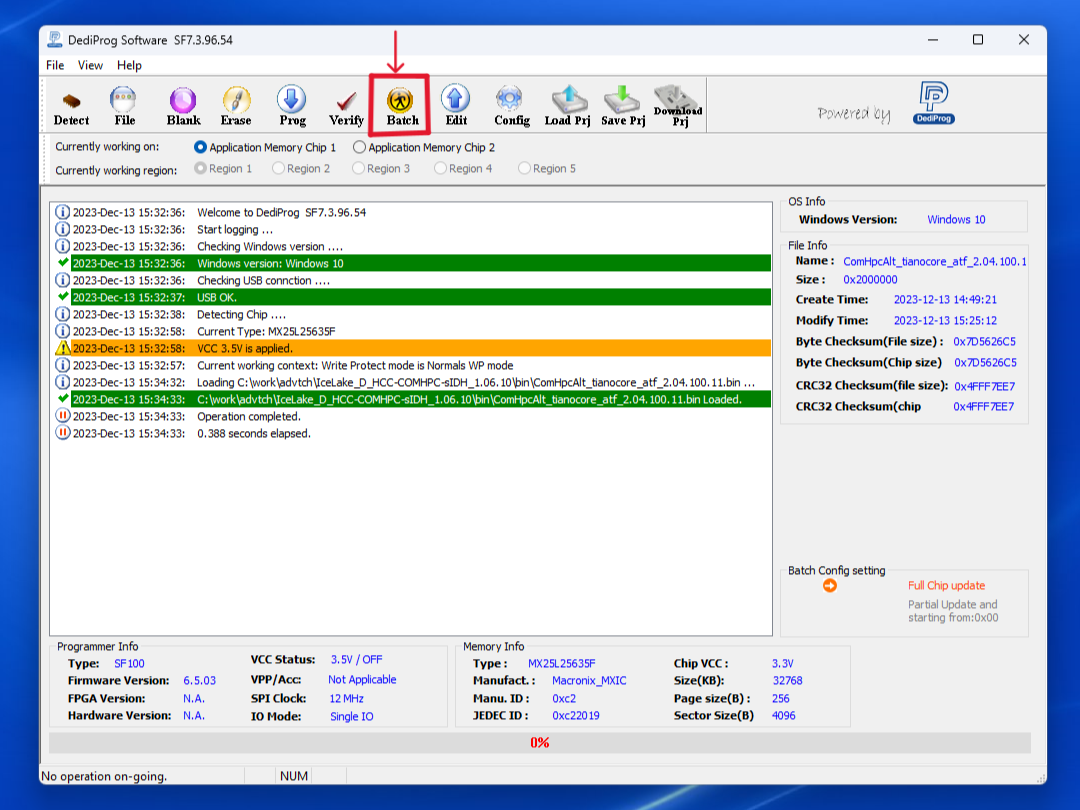 DediProg Software SF7.3.96.54
File View Help
Detect File Blank Erase Prog Verify Batch Edit Config Load Prj Save Prj Download Prj
Powered by DediProg
Currently working on: Application Memory Chip 1 Application Memory Chip 2
Currently working region: Region 1 Region 2 Region 3 Region 4 Region 5
2023-Dec-13 15:32:36: Welcome to DediProg SF7.3.96.54
2023-Dec-13 15:32:36: Start logging ...
2023-Dec-13 15:32:36: Checking Windows version ....
2023-Dec-13 15:32:36: Windows version: Windows 10
2023-Dec-13 15:32:36: Checking USB connction ....
2023-Dec-13 15:32:37: USB OK.
2023-Dec-13 15:32:38: Detecting Chip ....
2023-Dec-13 15:32:58: Current Type: MX25L25635F
2023-Dec-13 15:32:58: VCC 3.5V is applied.
2023-Dec-13 15:32:57: Current working context: Write Protect mode is Normals WP mode
2023-Dec-13 15:34:32: Loading C:\work\advtch\IceLake_D_HCC-COMHPC-sIDH_1.06.10\bin\ComHpcAlt_tianocore_atf_2.04.100.11.bin ...
2023-Dec-13 15:34:33: C:\work\advtch\IceLake_D_HCC-COMHPC-sIDH_1.06.10\bin\ComHpcAlt_tianocore_atf_2.04.100.11.bin Loaded.
2023-Dec-13 15:34:33: Operation completed.
2023-Dec-13 15:34:33: 0.388 seconds elapsed.
OS Info
Windows Version: Windows 10
File Info
Name : ComHpcAlt_tianocore_atf_2.04.100.1
Size : 0x2000000
Create Time: 2023-12-13 14:49:21
Modify Time: 2023-12-13 15:25:12
Byte Checksum(File size) : 0x7D5626C5
Byte Checksum(Chip size) 0x7D5626C5
CRC32 Checksum(file size): 0x4FFF7EE7
CRC32 Checksum(chip 0x4FFF7EE7
Batch Config setting
Full Chip update
Partial Update and
starting from:0x00
Programmer Info
Type: SF100 VCC Status: 3.5V / OFF
Firmware Version: 6.5.03 VPP/Acc: Not Applicable
FPGA Version: N.A. SPI Clock: 12 MHz
Hardware Version: N.A. IO Mode: Single IO
Memory Info
Type : MX25L25635F Chip VCC : 3.3V
Manufact. : Macronix_MXIC Size(KB): 32768
Manu. ID : 0xc2 Page size(B) : 256
JEDEC ID : 0xc22019 Sector Size(B) 4096
0%
No operation on-going. NUM